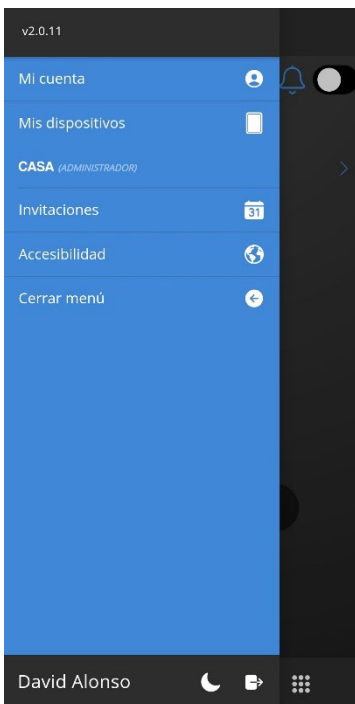 v2.0.11
Mi cuenta
Mis dispositivos
CASA (ADMINISTRADOR)
Invitaciones
31
Accesibilidad
Cerrar menú
David Alonso